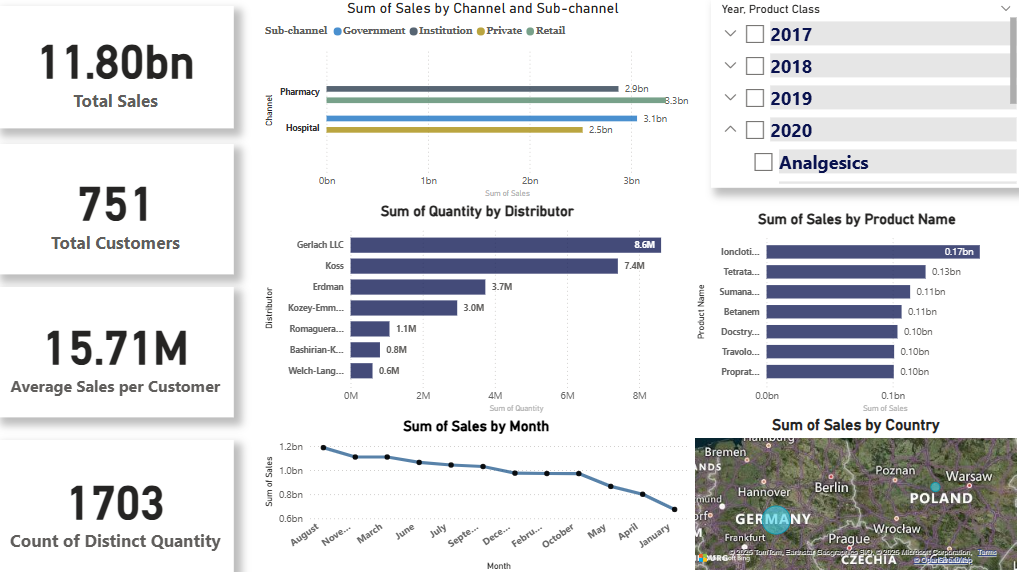 11.80bn
Total Sales
751
Total Customers
15.71M
Average Sales per Customer
1703
Count of Distinct Quantity
Sum of Sales by Channel and Sub-channel
Sub-channel Government Institution Private Retail
Channel
Pharmacy
2.9bn
3.3bn
Hospital
3.1bn
2.5bn
0bn 1bn 2bn 3bn
Sum of Sales
Year, Product Class
2017
2018
2019
2020
Analgesics
Sum of Quantity by Distributor
Distributor
Gerlach LLC 8.6M
Koss 7.4M
Erdman 3.7M
Kozey-Emm... 3.0M
Romaguera... 1.1M
Bashirian-K... 0.8M
Welch-Lang... 0.6M
0M 2M 4M 6M 8M
Sum of Quantity
Sum of Sales by Product Name
Product Name
Ioncloti... 0.17bn
Tetrata... 0.13bn
Sumana... 0.11bn
Betanem 0.11bn
Docstry... 0.10bn
Travolo... 0.10bn
Proprat... 0.10bn
0.0bn 0.1bn
Sum of Sales
Sum of Sales by Month
Sum of Sales
1.2bn
1.0bn
0.8bn
0.6bn
August Nove... March June July Septe... Dece... Febru... October May April January
Month
Sum of Sales by Country
Hamburg
Bremen
ANDS
Poznan
Warsaw
Hannover
Berlin
POLAND
mund
GERMANY
Wrocław
Frankfurt
Prague
CZECHIA
BURG
© 2025 TomTom, Earthstar Geographics SIO, © 2025 Microsoft Corporation, Terms
© OpenStreetMap